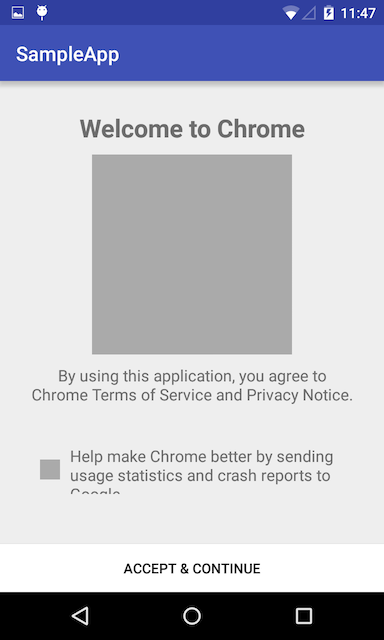 11:47
SampleApp
Welcome to Chrome
By using this application, you agree to
Chrome Terms of Service and Privacy Notice.
Help make Chrome better by sending
usage statistics and crash reports to
Google
ACCEPT & CONTINUE